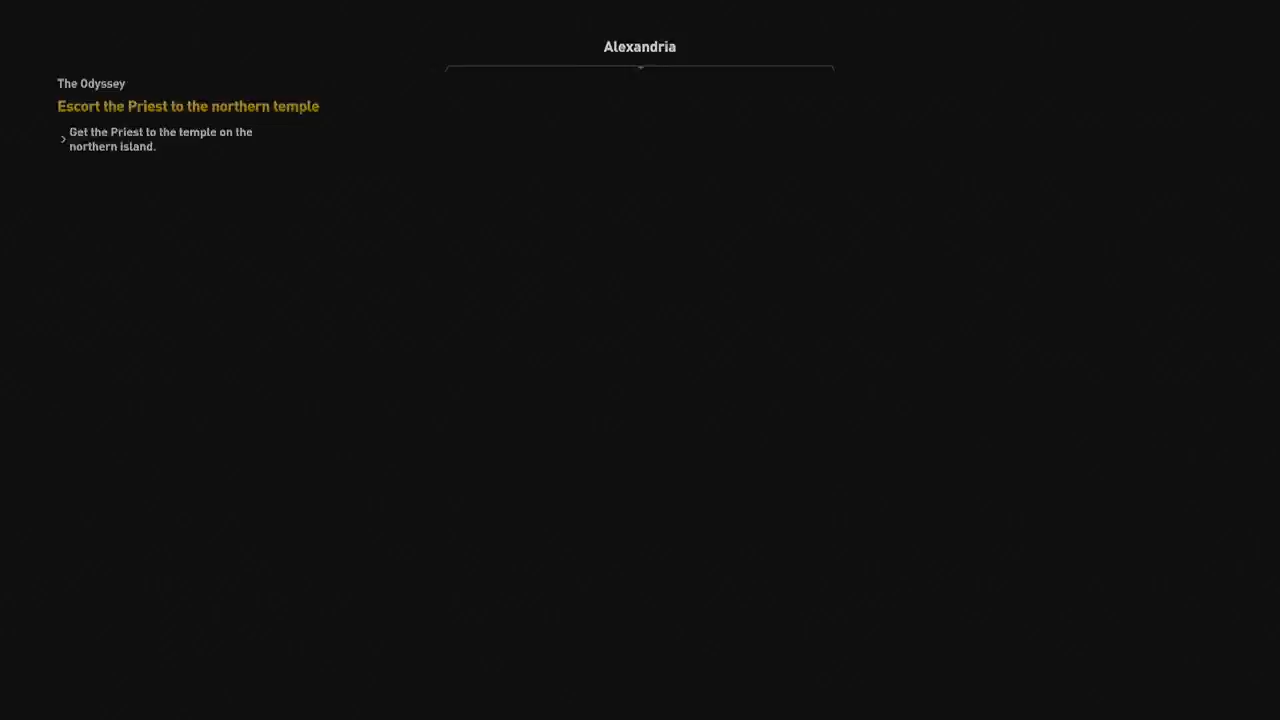 Alexandria
The Odyssey
Escort the Priest to the northern temple
Get the Priest to the temple on the
northern island.